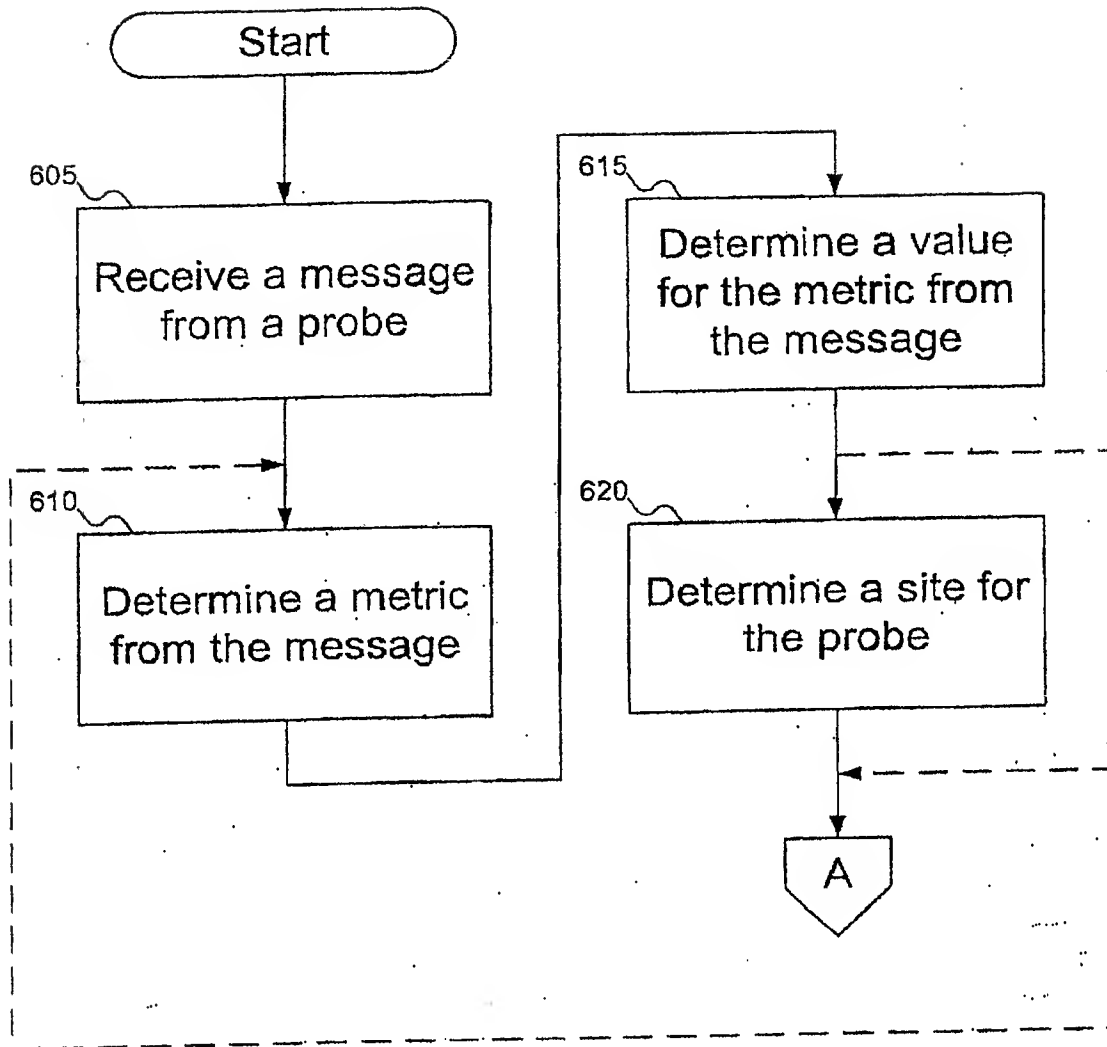 Start
605
Receive a message
from a probe
610
Determine a metric
from the message
615
Determine a value
for the metric from
the message
620
Determine a site for
the probe
A